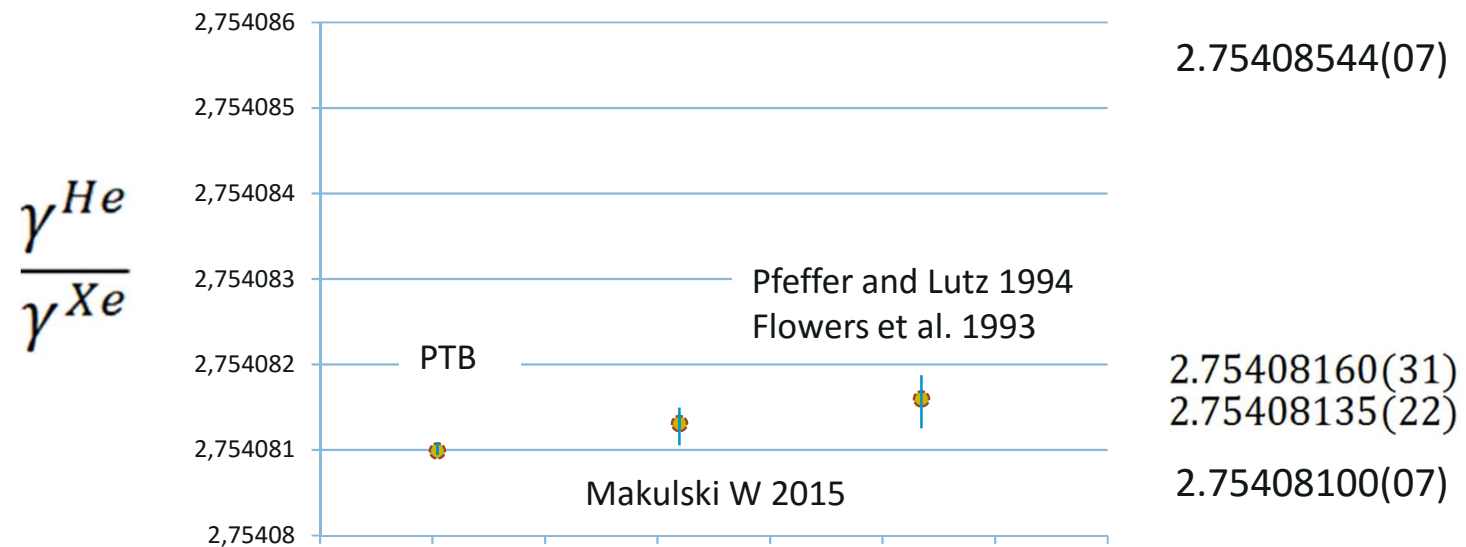 γ^He
γ^Xe
2,754086
2,754085
2,754084
2,754083
2,754082
2,754081
2,75408
PTB
Pfeffer and Lutz 1994
Flowers et al. 1993
Makulski W 2015
2.75408544(07)
2.75408160(31)
2.75408135(22)
2.75408100(07)